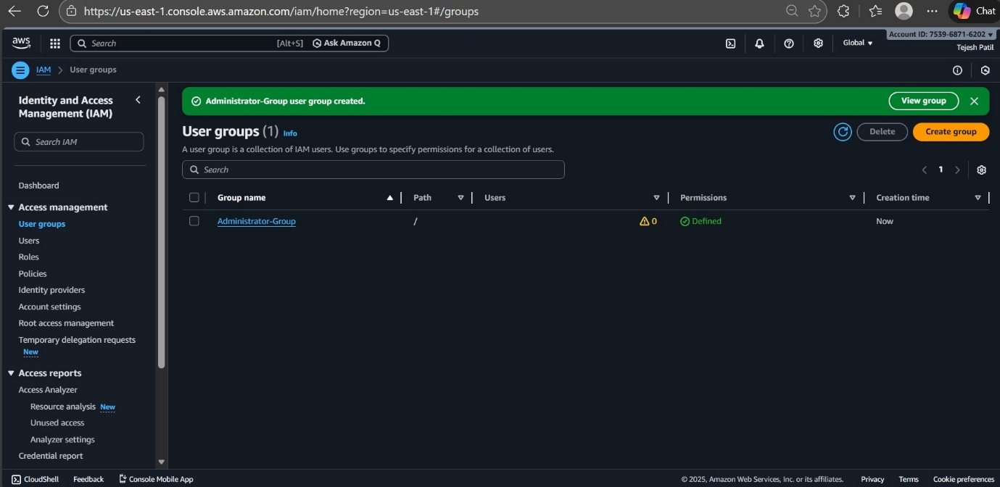 https://us-east-1.console.aws.amazon.com/iam/home?region=us-east-1#/groups
Chat
aws
Search [Alt+S] Ask Amazon Q
Global
Account ID: 7539-6871-6202
Tejesh Patil
IAM > User groups
Identity and Access
Management (IAM)
Search IAM
Dashboard
Access management
User groups
Users
Roles
Policies
Identity providers
Account settings
Root access management
Temporary delegation requests
New
Access reports
Access Analyzer
Resource analysis New
Unused access
Analyzer settings
Credential report
Administrator-Group user group created.
View group
User groups (1) Info
Delete
Create group
A user group is a collection of IAM users. Use groups to specify permissions for a collection of users.
Search
1
Group name Path Users Permissions Creation time
Administrator-Group / 0 Defined Now
CloudShell Feedback Console Mobile App
© 2025, Amazon Web Services, Inc. or its affiliates. Privacy Terms Cookie preferences